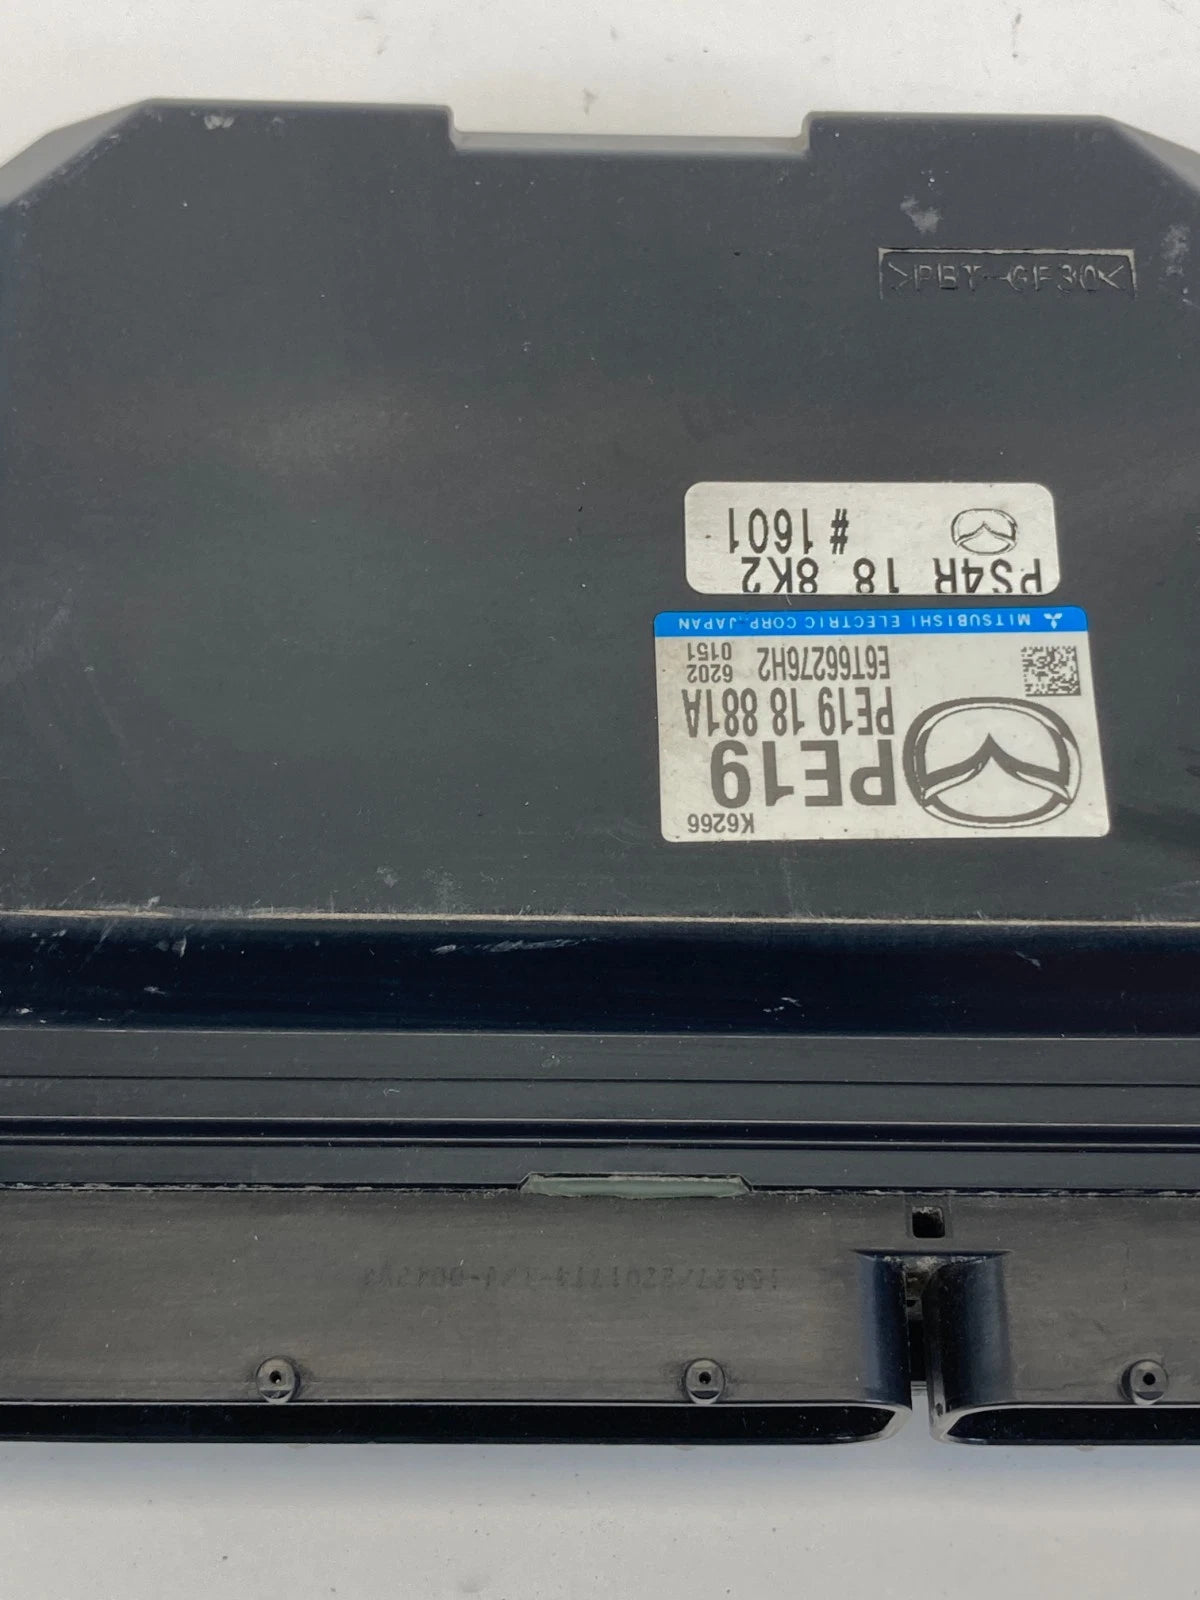 >PBT-GF30<
PS4R 18 8K2
# 1601
K6266
PE19
PE19 18 881A
E6T66276H2
6202
0151
MITSUBISHI ELECTRIC CORP. JAPAN